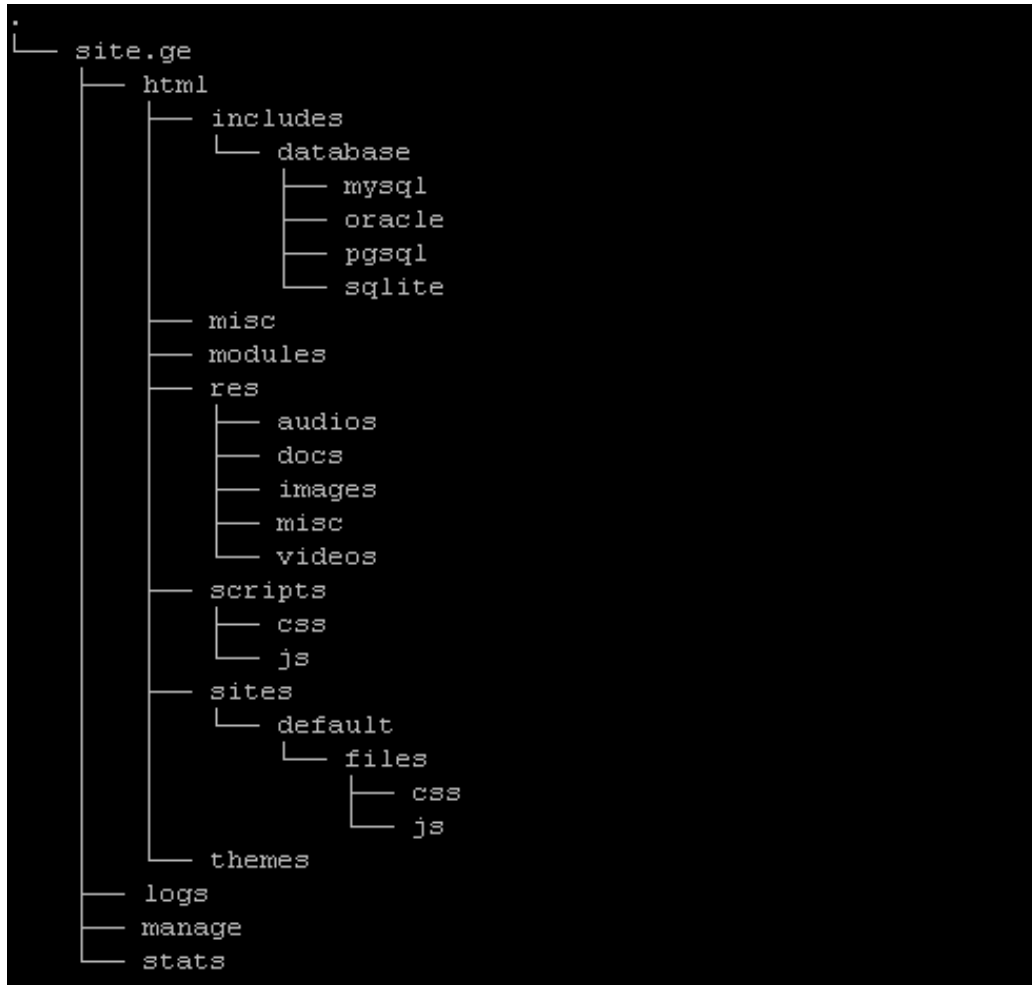 .
└── site.ge
    ├── html
    │   ├── includes
    │   │   └── database
    │   │       ├── mysql
    │   │       ├── oracle
    │   │       ├── pgsql
    │   │       └── sqlite
    │   ├── misc
    │   ├── modules
    │   ├── res
    │   │   ├── audios
    │   │   ├── docs
    │   │   ├── images
    │   │   ├── misc
    │   │   └── videos
    │   ├── scripts
    │   │   ├── css
    │   │   └── js
    │   ├── sites
    │   │   └── default
    │   │       └── files
    │   │           ├── css
    │   │           └── js
    │   └── themes
    ├── logs
    ├── manage
    └── stats